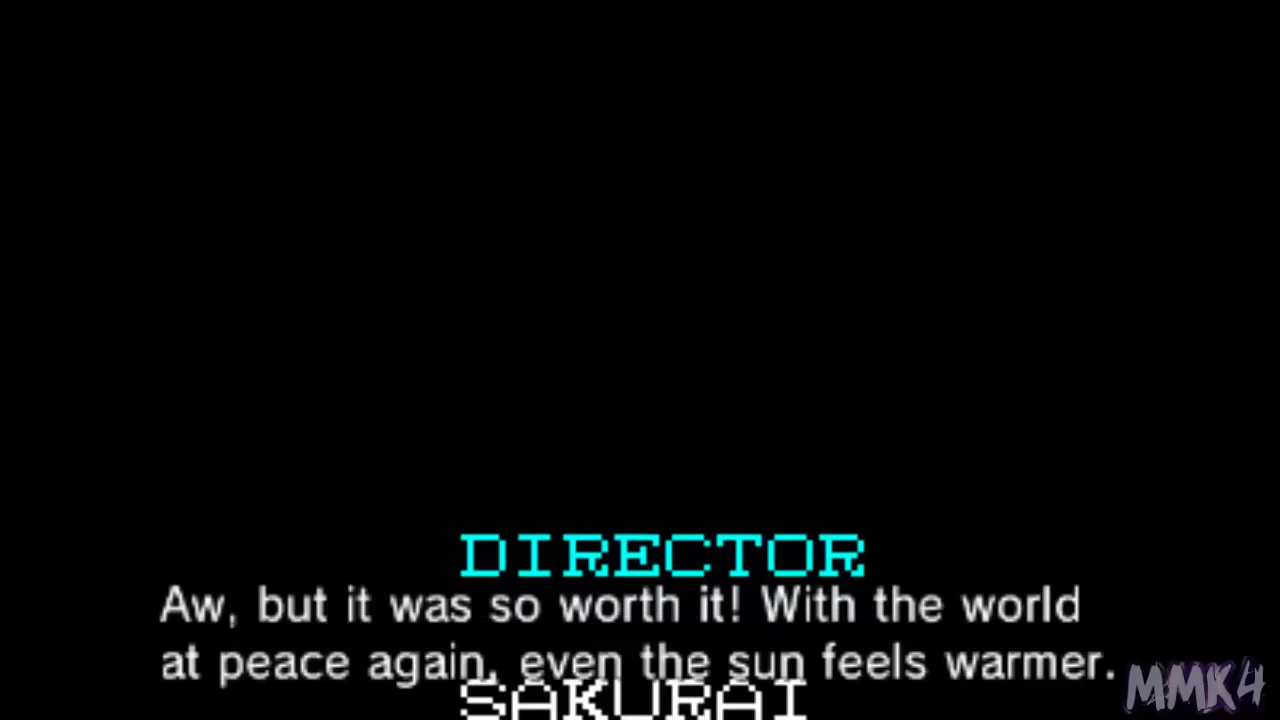 DIRECTOR
Aw, but it was so worth it! With the world
at peace again, even the sun feels warmer.
SAKURAI
MMK4